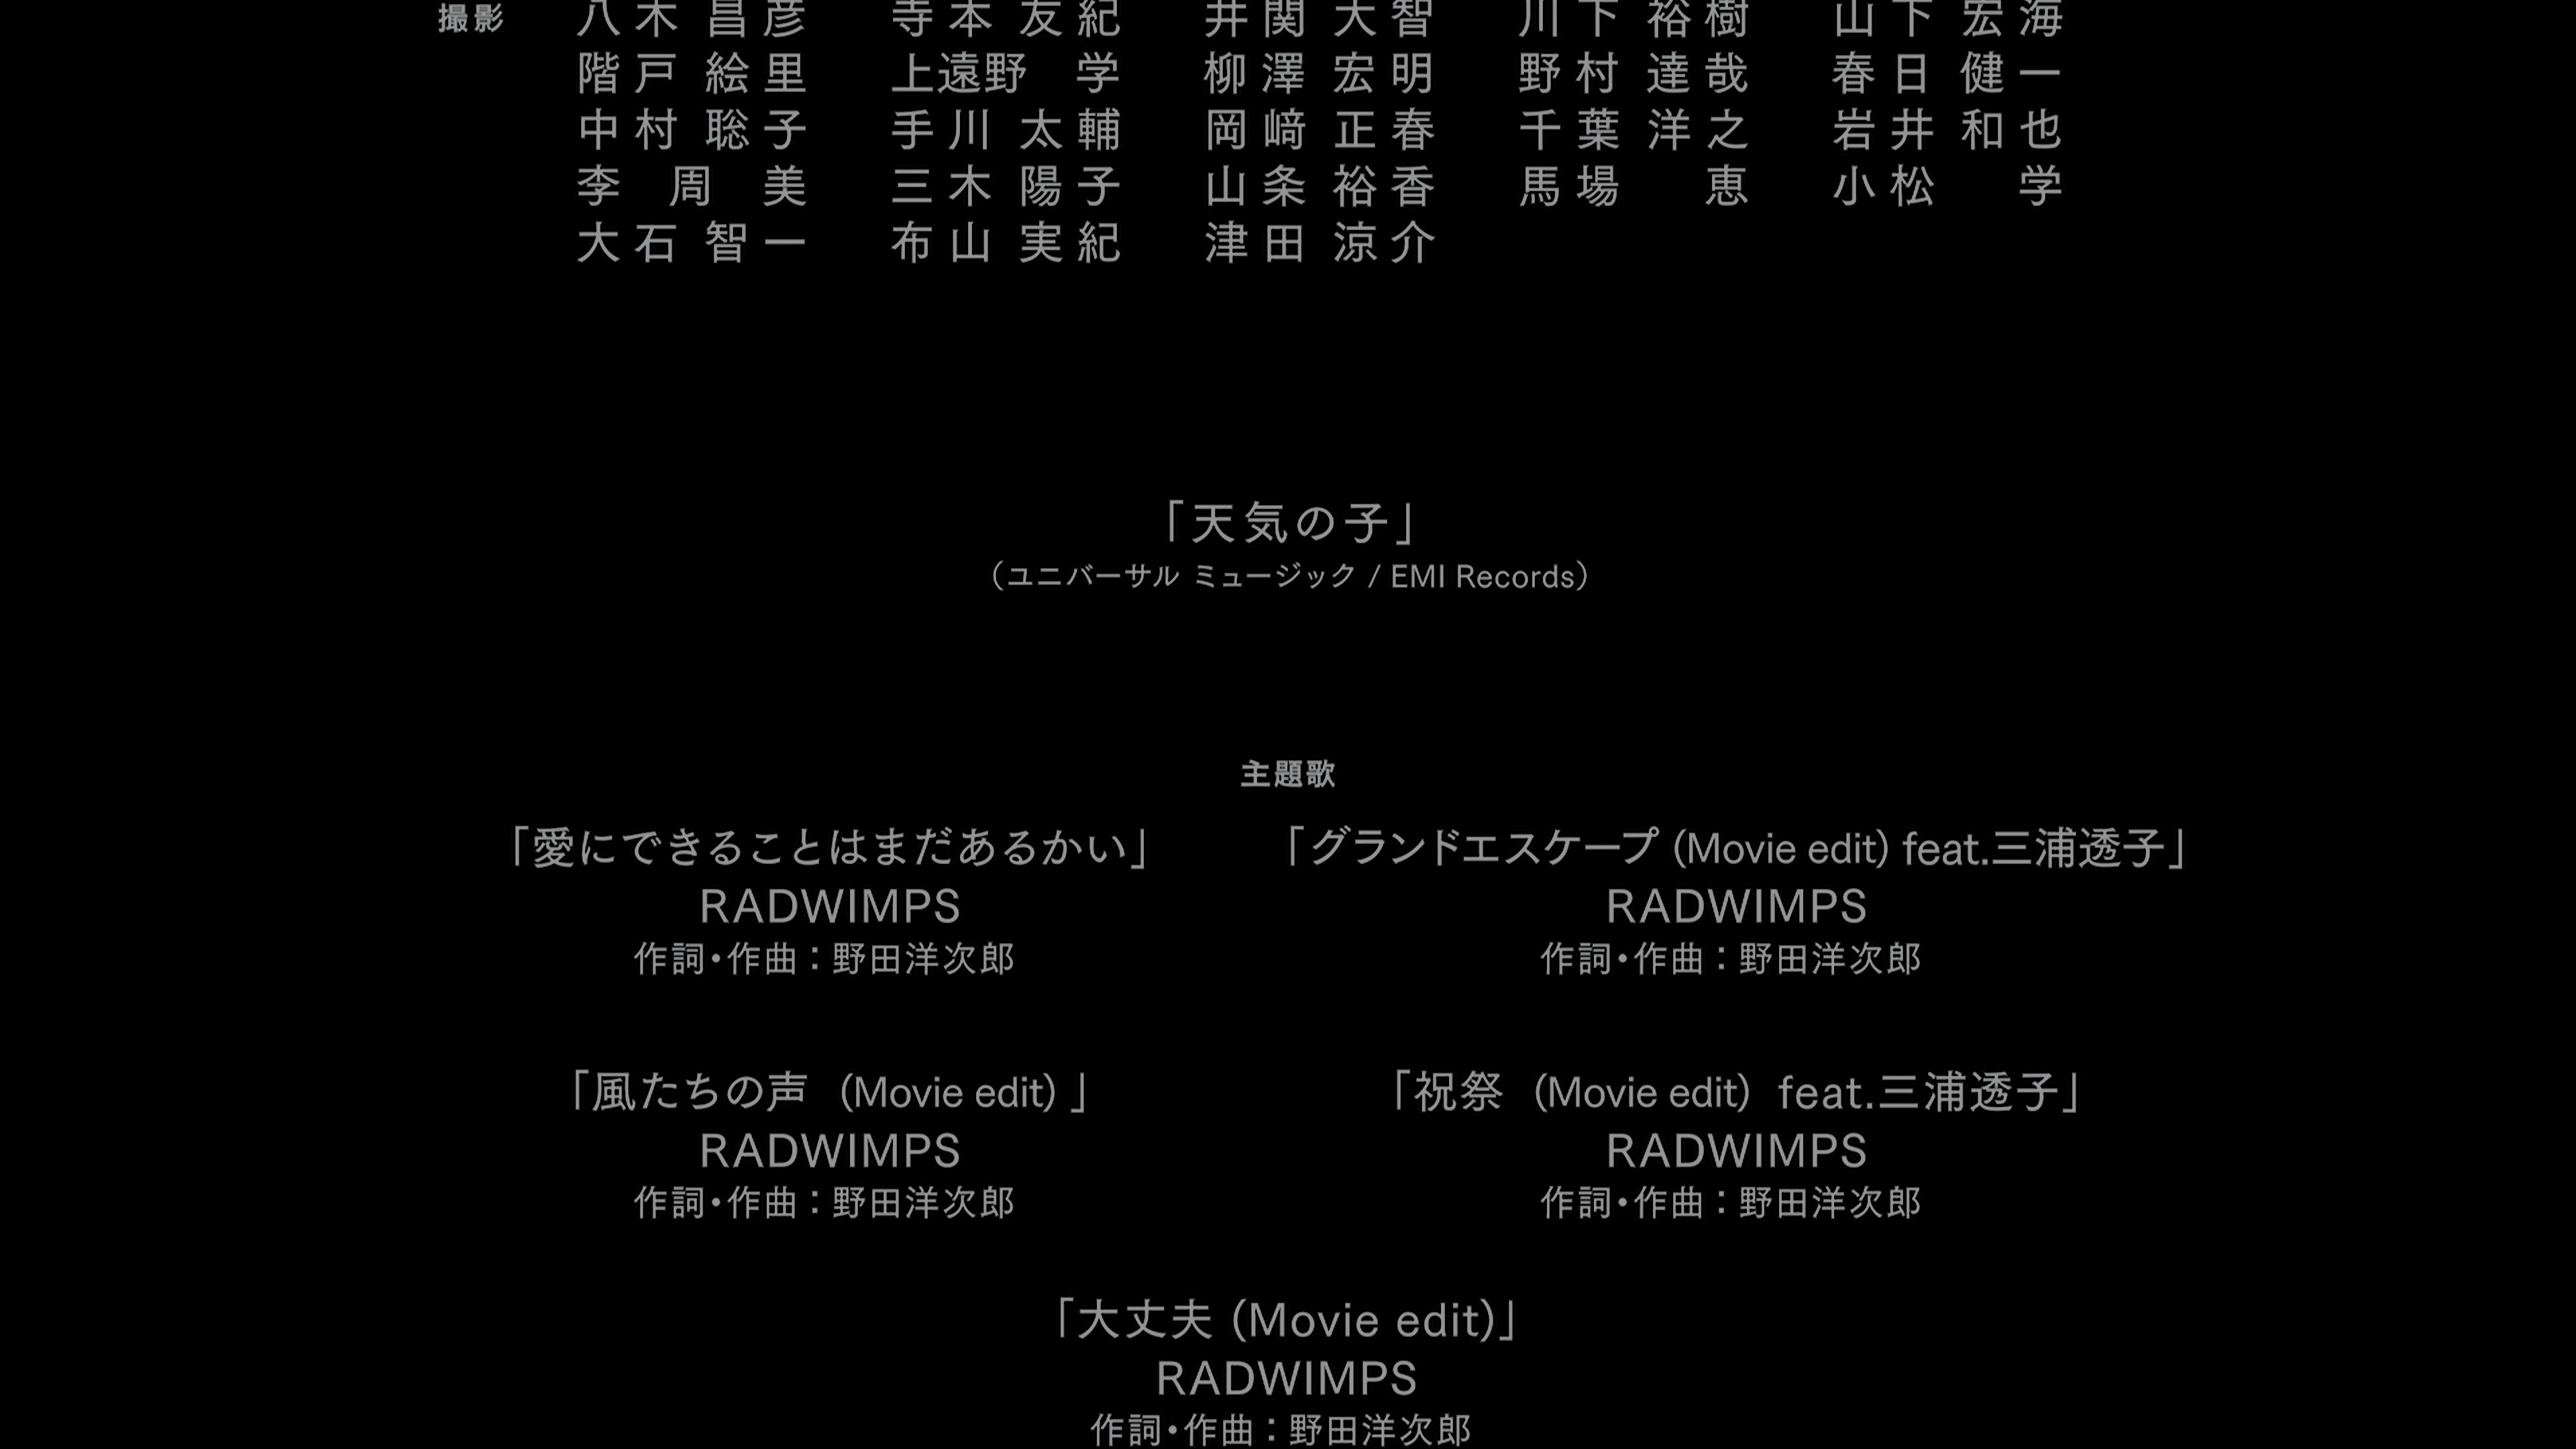 撮影 八木 昌彦 寺本 友紀 井関 大智 川下 裕樹 山下 宏海
階戸 絵里 上遠野 学 柳澤 宏明 野村 達哉 春日 健一
中村 聡子 手川 太輔 岡﨑 正春 千葉 洋之 岩井 和也
李 周 美 三木 陽子 山条 裕香 馬場 恵 小松 学
大石 智一 布山 実紀 津田 涼介
「天気の子」
(ユニバーサル ミュージック / EMI Records)
主題歌
「愛にできることはまだあるかい」
RADWIMPS
作詞・作曲：野田洋次郎
「グランドエスケープ (Movie edit) feat.三浦透子」
RADWIMPS
作詞・作曲：野田洋次郎
「風たちの声 (Movie edit) 」
RADWIMPS
作詞・作曲：野田洋次郎
「祝祭 (Movie edit) feat.三浦透子」
RADWIMPS
作詞・作曲：野田洋次郎
「大丈夫 (Movie edit)」
RADWIMPS
作詞・作曲：野田洋次郎